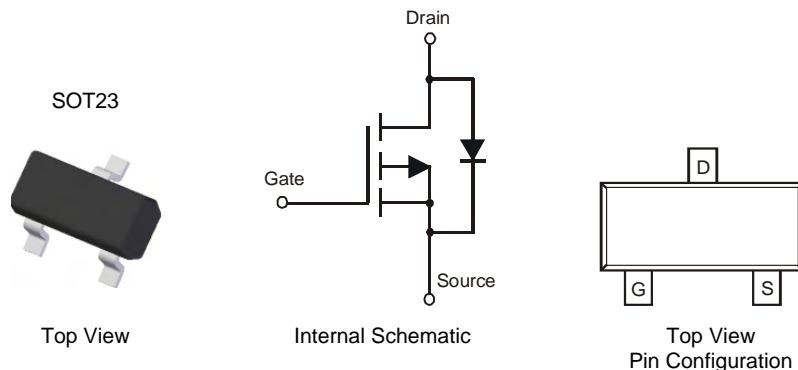 SOT23
Top View
Drain
Gate
Source
Internal Schematic
D
G S
Top View
Pin Configuration